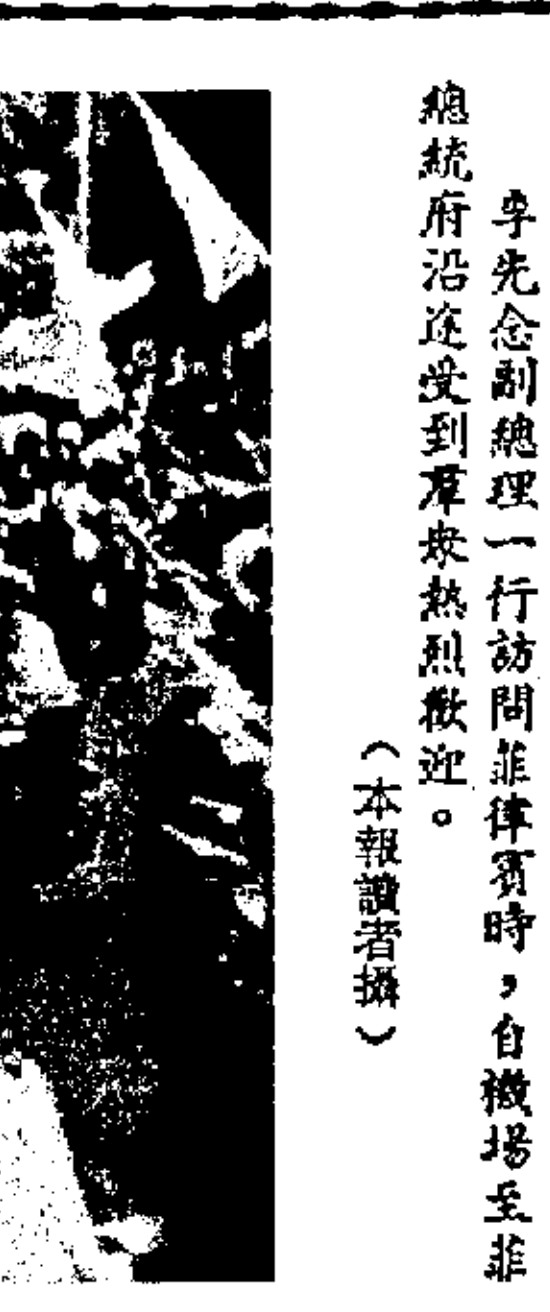 李先念副總理一行訪問菲律賓時，自機場至菲
總統府沿途受到羣衆熱烈歡迎。
（本報讀者攝）